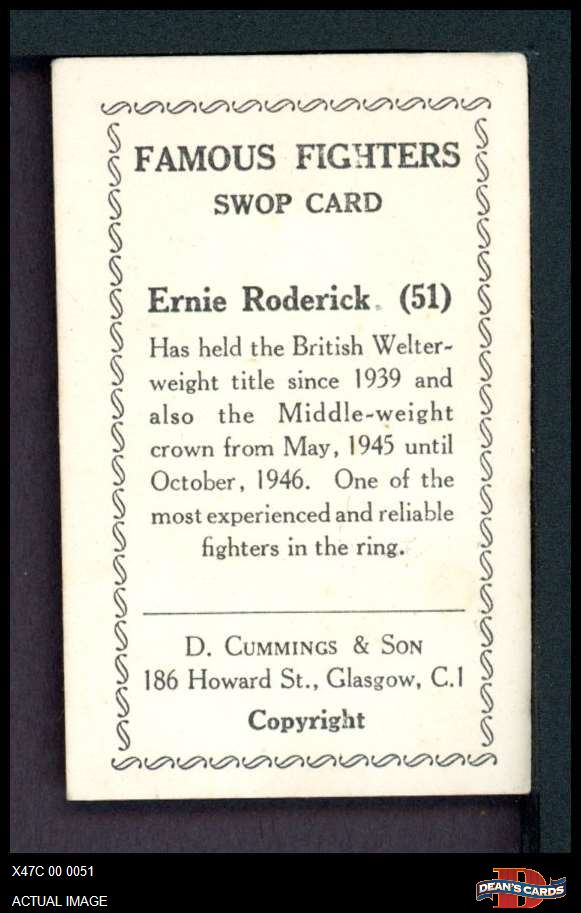 FAMOUS FIGHTERS
SWOP CARD
Ernie Roderick. (51)
Has held the British Welter-
weight title since 1939 and
also the Middle-weight
crown from May, 1945 until
October, 1946. One of the
most experienced and reliable
fighters in the ring.
D. CUMMINGS & SON
186 Howard St., Glasgow, C.1
Copyright
X47C 00 0051
ACTUAL IMAGE
D
DEAN'S CARDS